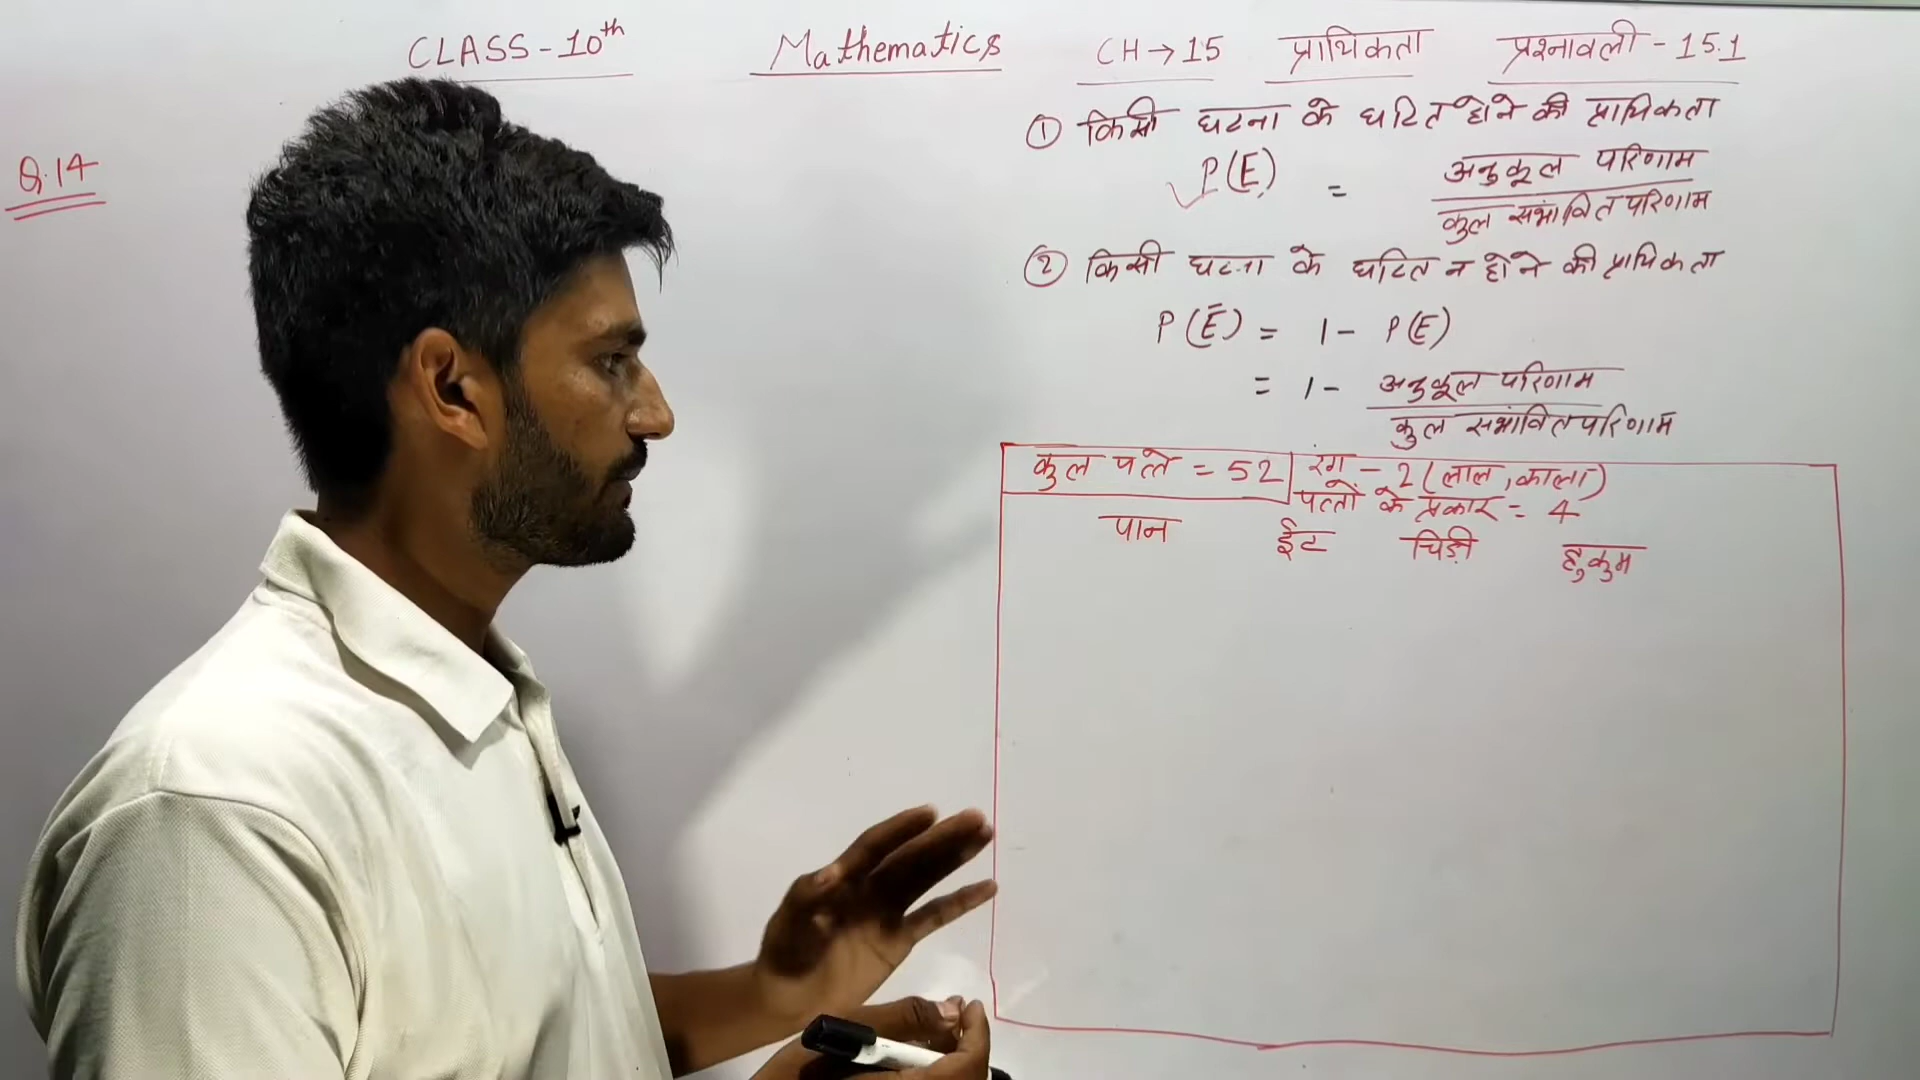 CLASS - 10th Mathematics CH → 15 प्रायिकता प्रश्नावली - 15.1
Q.14
① किसी घटना के घटित होने की प्रायिकता
P(E) = अनुकूल परिणाम
कुल संभावित परिणाम
② किसी घटना के घटित न होने की प्रायिकता
P(Ē) = 1 - P(E)
= 1 - अनुकूल परिणाम
कुल संभावित परिणाम
कुल पत्ते = 52 रंग - 2 (लाल, काला)
पत्तों के प्रकार = 4
पान ईंट चिड़ी हुकुम